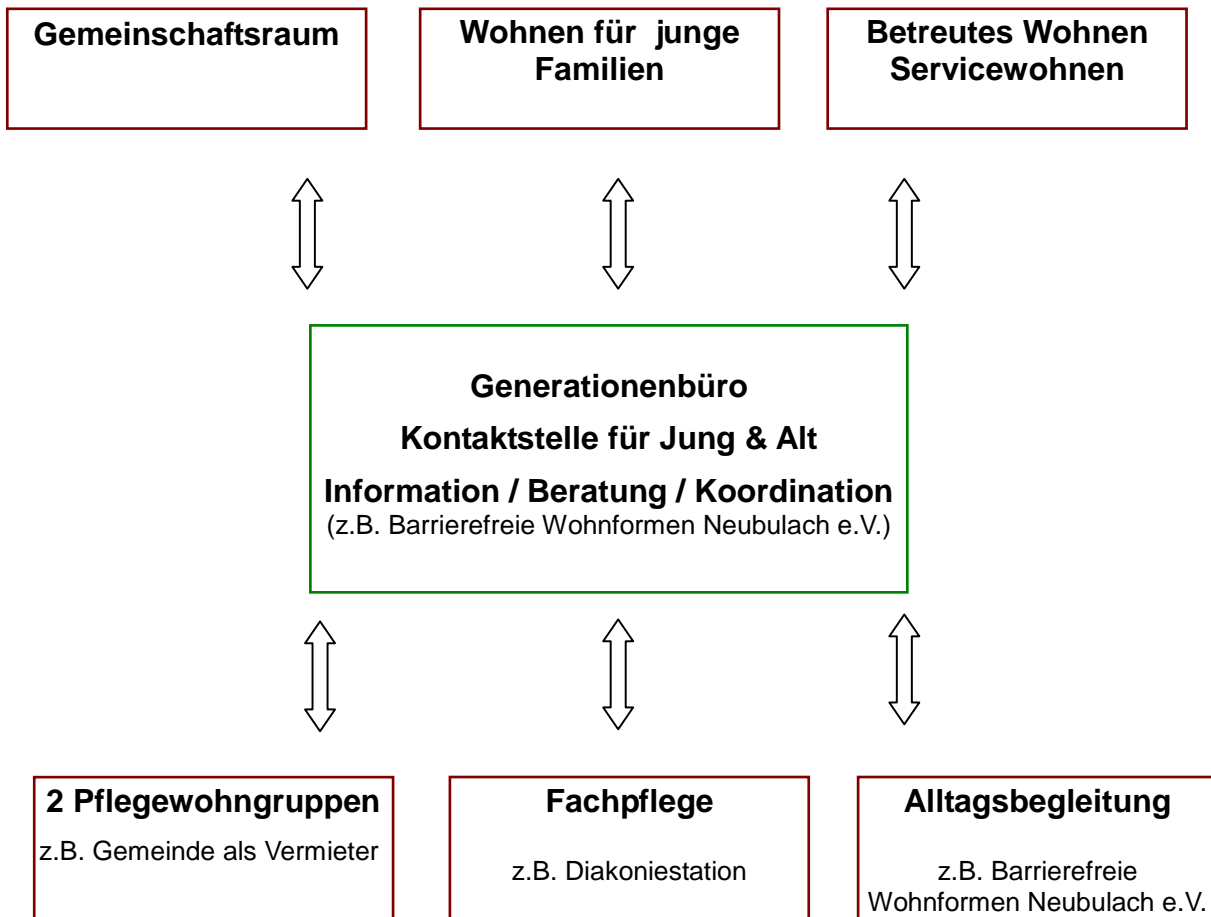 Gemeinschaftsraum
Wohnen für junge
Familien
Betreutes Wohnen
Servicewohnen
Generationenbüro
Kontaktstelle für Jung & Alt
Information / Beratung / Koordination
(z.B. Barrierefreie Wohnformen Neubulach e.V.)
2 Pflegewohngruppen
z.B. Gemeinde als Vermieter
Fachpflege
z.B. Diakoniestation
Alltagsbegleitung
z.B. Barrierefreie
Wohnformen Neubulach e.V.